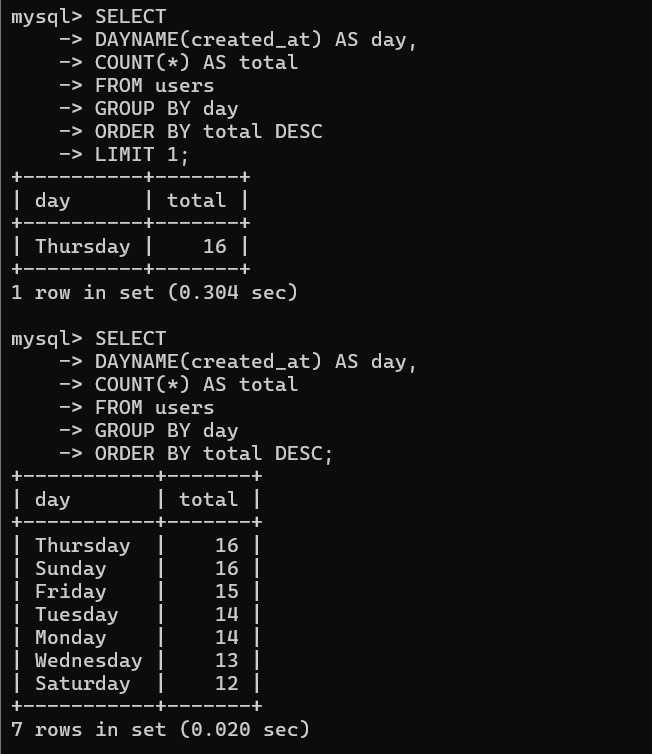 mysql> SELECT
    -> DAYNAME(created_at) AS day,
    -> COUNT(*) AS total
    -> FROM users
    -> GROUP BY day
    -> ORDER BY total DESC
    -> LIMIT 1;
+----------+-------+
| day      | total |
+----------+-------+
| Thursday |    16 |
+----------+-------+
1 row in set (0.304 sec)

mysql> SELECT
    -> DAYNAME(created_at) AS day,
    -> COUNT(*) AS total
    -> FROM users
    -> GROUP BY day
    -> ORDER BY total DESC;
+-----------+-------+
| day       | total |
+-----------+-------+
| Thursday  |    16 |
| Sunday    |    16 |
| Friday    |    15 |
| Tuesday   |    14 |
| Monday    |    14 |
| Wednesday |    13 |
| Saturday  |    12 |
+-----------+-------+
7 rows in set (0.020 sec)